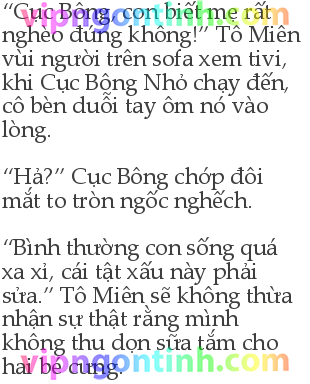 “Cục Bông, con biết mẹ rất
nghèo đúng không!” Tô Miên
vùi người trên sofa xem tivi,
khi Cục Bông Nhỏ chạy đến,
cô bèn duỗi tay ôm nó vào
lòng.
“Hả?” Cục Bông chớp đôi
mắt to tròn ngốc nghếch.
“Bình thường con sống quá
xa xỉ, cái tật xấu này phải
sửa.” Tô Miên sẽ không thừa
nhận sự thật rằng mình
không thu dọn sữa tắm cho
hai bé cưng.
vipngontinh.com
vipngontinh.com